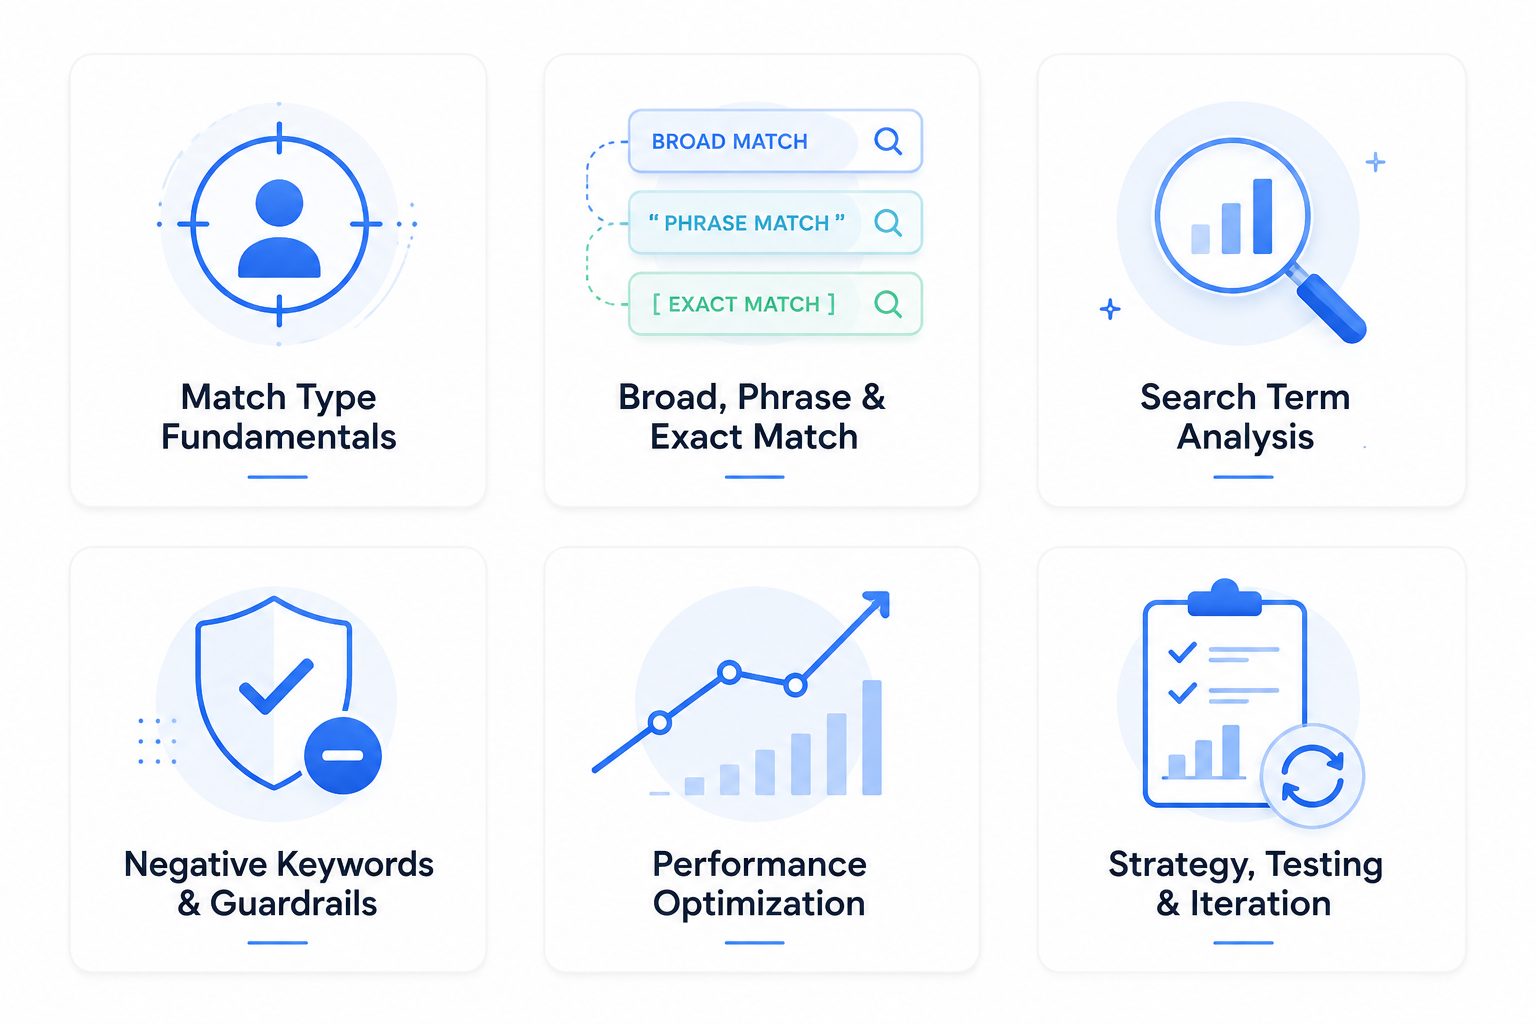 Match Type
Fundamentals
BROAD MATCH
“ PHRASE MATCH ”
[ EXACT MATCH ]
Broad, Phrase &
Exact Match
Search Term
Analysis
Negative Keywords
& Guardrails
Performance
Optimization
Strategy, Testing
& Iteration